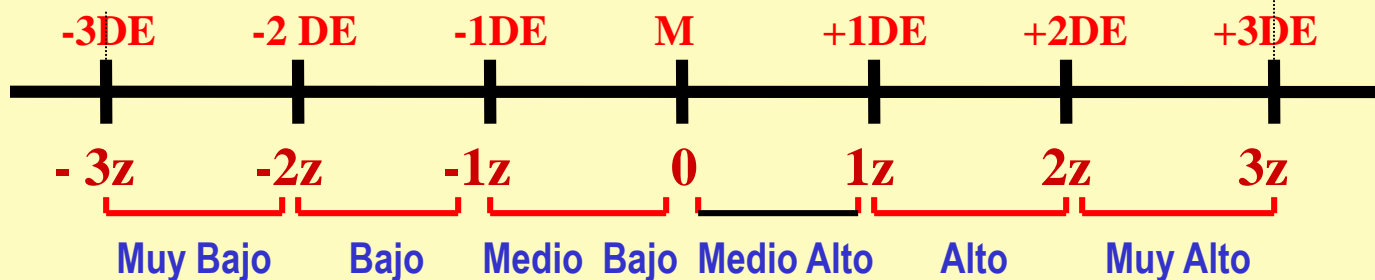 -3DE -2 DE -1DE M +1DE +2DE +3DE
- 3z -2z -1z 0 1z 2z 3z
Muy Bajo Bajo Medio Bajo Medio Alto Alto Muy Alto